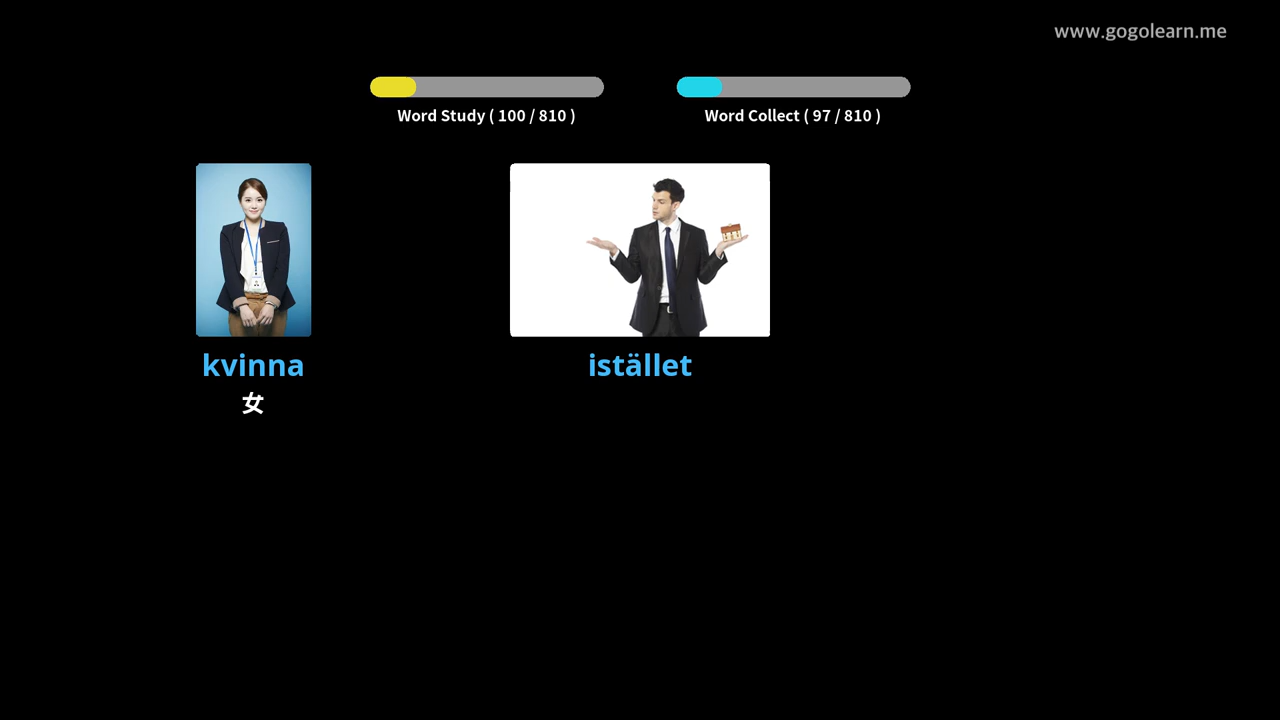 www.gogolearn.me
Word Study ( 100 / 810 )
Word Collect ( 97 / 810 )
kvinna
女
istället